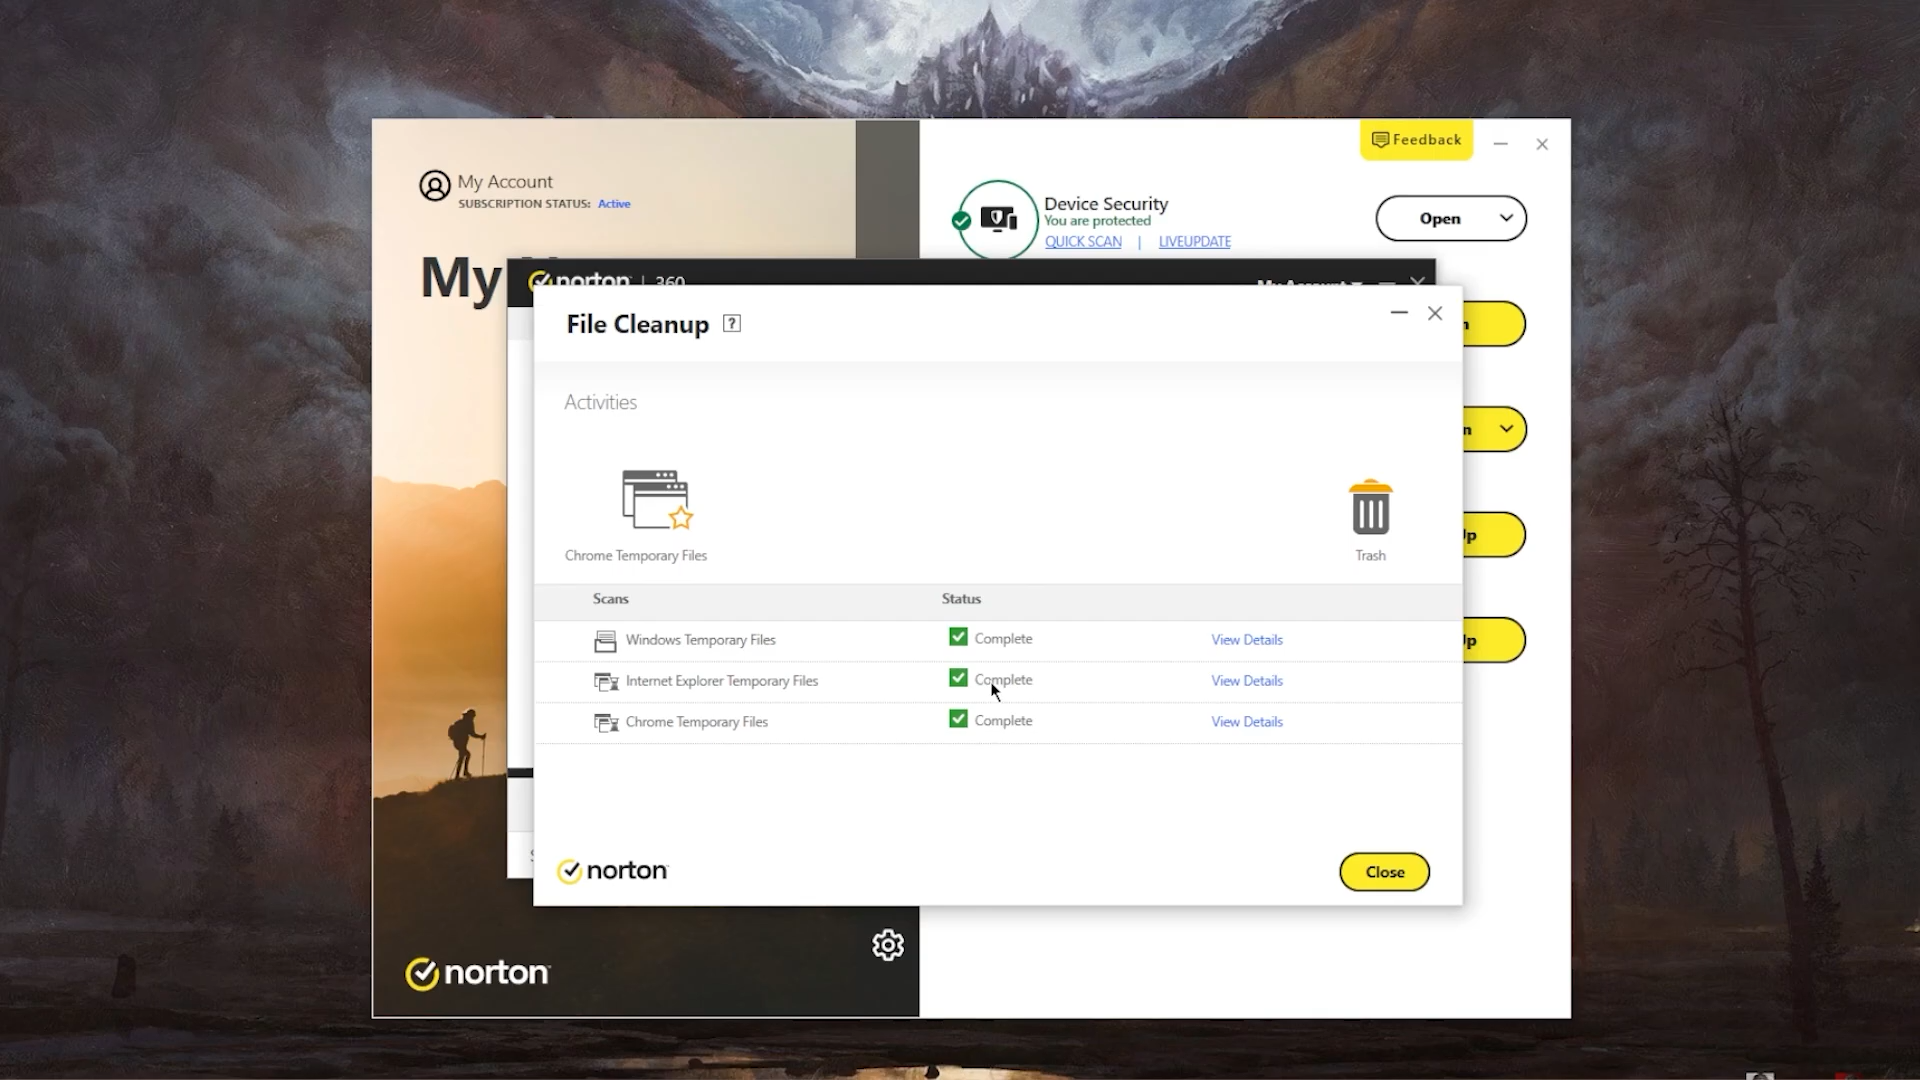 Feedback
My Account
SUBSCRIPTION STATUS: Active
Device Security
You are protected
QUICK SCAN | LIVEUPDATE
Open
My
norton | 360
My Account
File Cleanup ?
Activities
Chrome Temporary Files
Trash
Scans Status
Windows Temporary Files Complete View Details
Internet Explorer Temporary Files Complete View Details
Chrome Temporary Files Complete View Details
norton
Close
norton